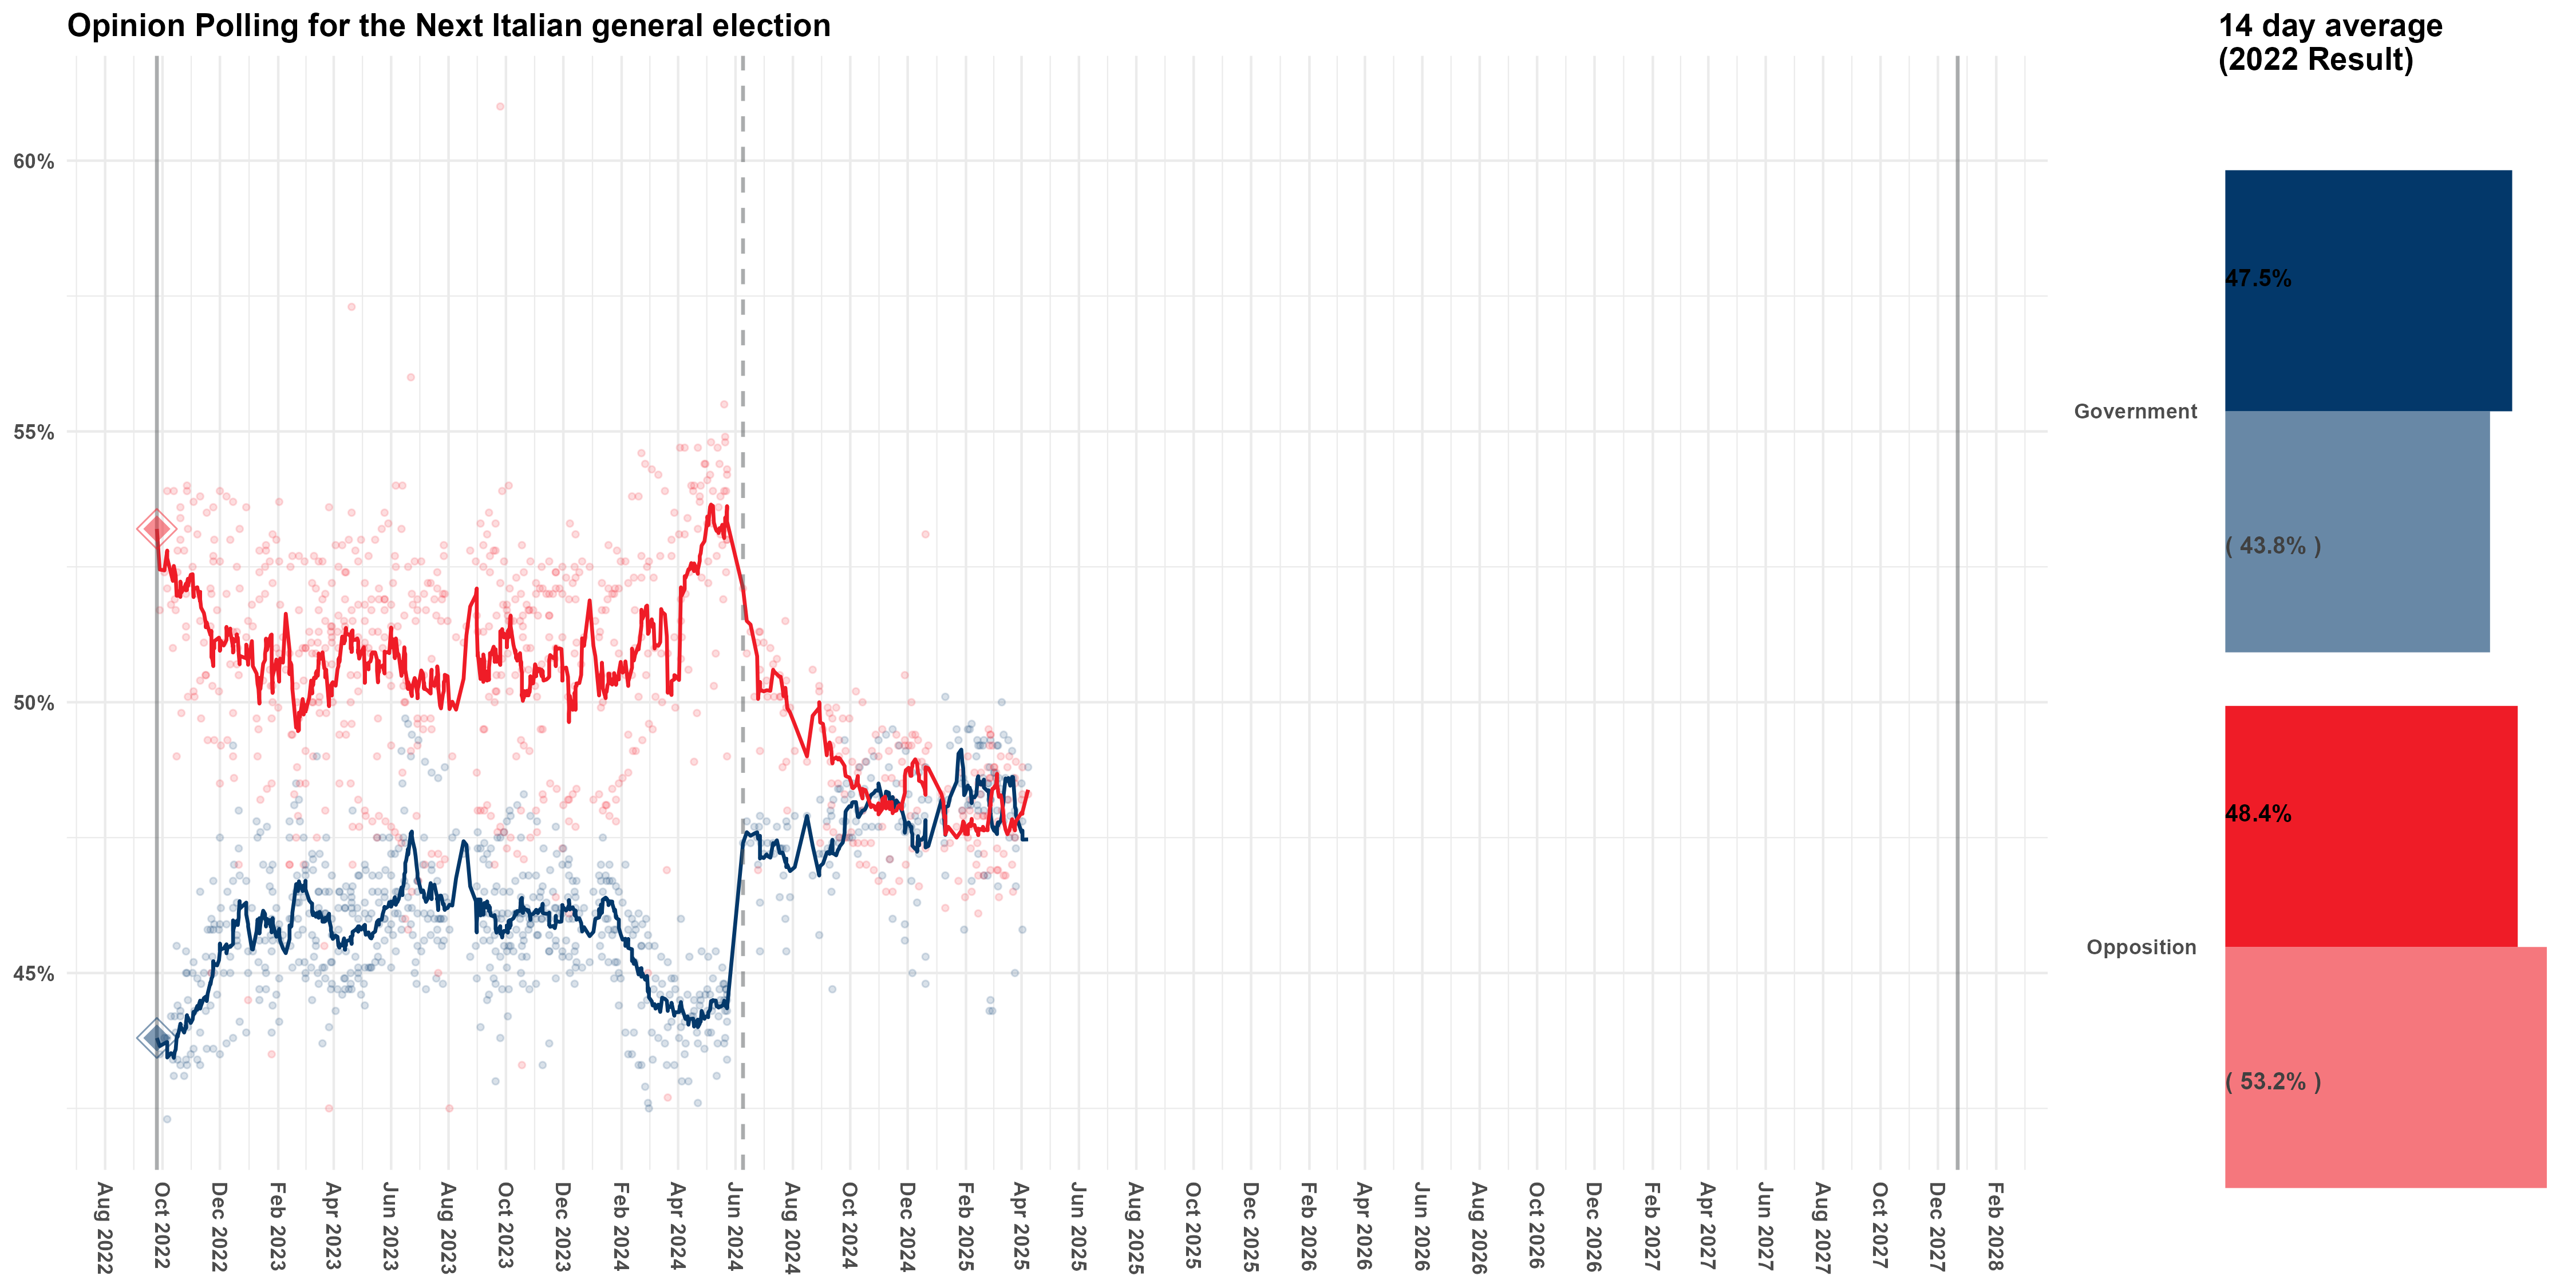 Opinion Polling for the Next Italian general election
14 day average
(2022 Result)
60%
55%
50%
45%
Aug 2022
Oct 2022
Dec 2022
Feb 2023
Apr 2023
Jun 2023
Aug 2023
Oct 2023
Dec 2023
Feb 2024
Apr 2024
Jun 2024
Aug 2024
Oct 2024
Dec 2024
Feb 2025
Apr 2025
Jun 2025
Aug 2025
Oct 2025
Dec 2025
Feb 2026
Apr 2026
Jun 2026
Aug 2026
Oct 2026
Dec 2026
Feb 2027
Apr 2027
Jun 2027
Aug 2027
Oct 2027
Dec 2027
Feb 2028
Government
47.5%
( 43.8% )
Opposition
48.4%
( 53.2% )